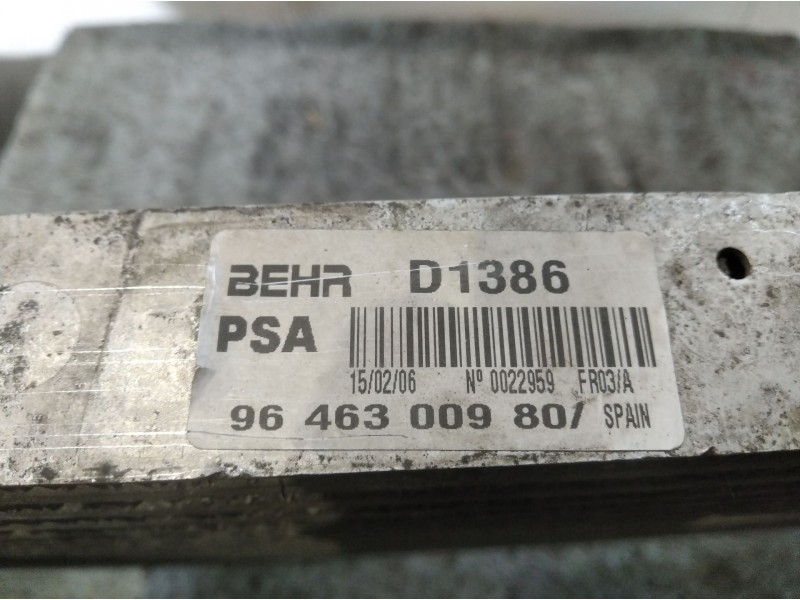 BEHR D1386
PSA
15/02/06 Nº 0022959 FR03/A
96 463 009 80/ SPAIN